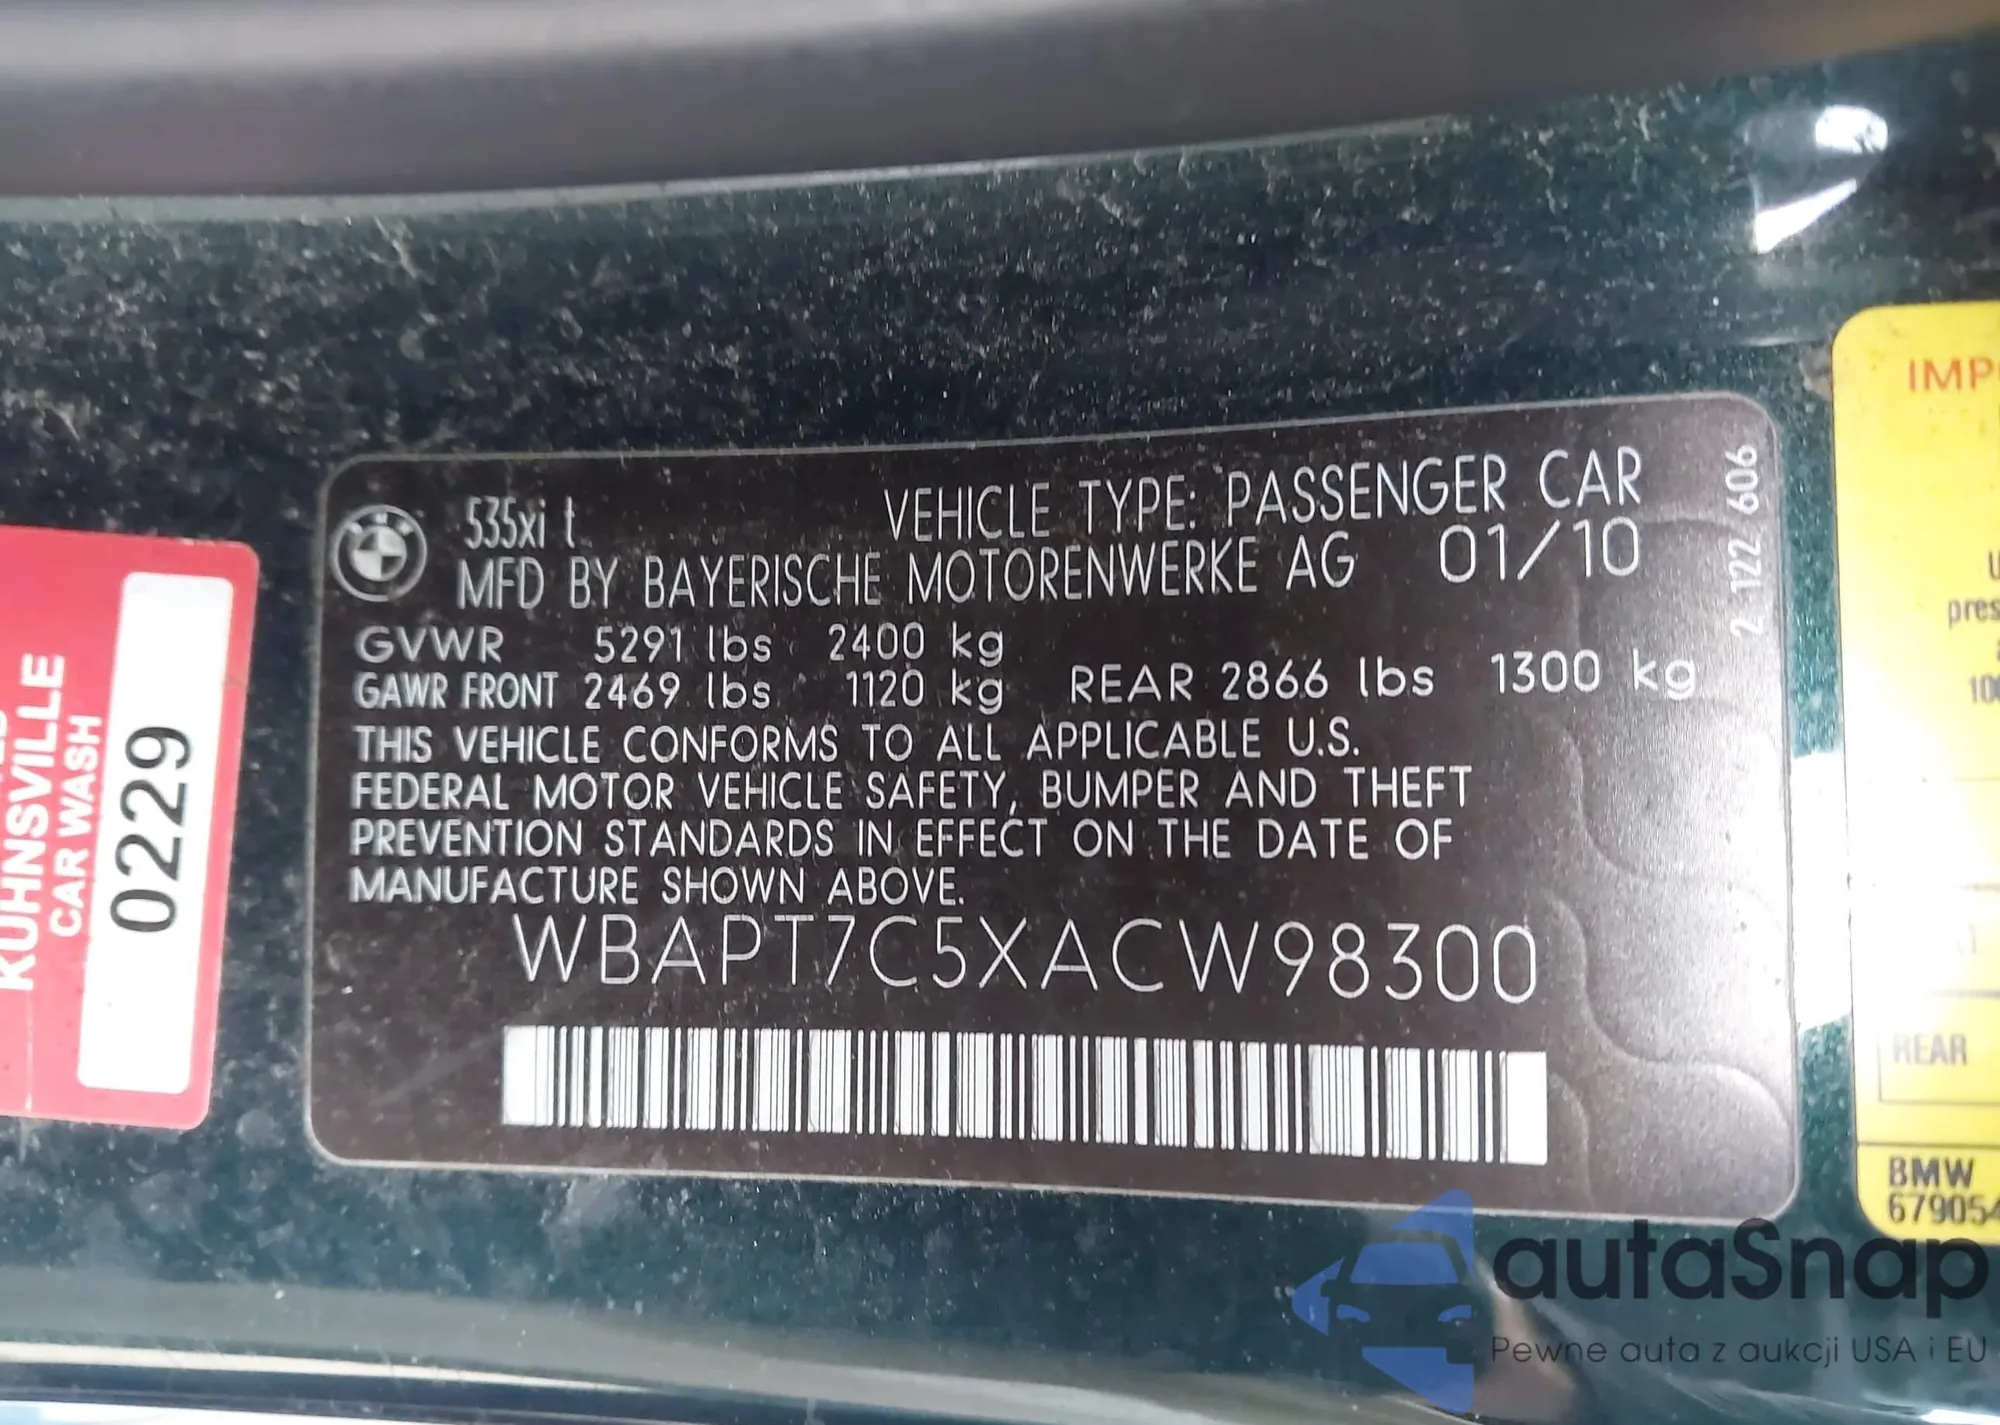 535xi t
VEHICLE TYPE: PASSENGER CAR
MFD BY BAYERISCHE MOTORENWERKE AG 01/10
GVWR 5291 lbs 2400 kg
GAWR FRONT 2469 lbs 1120 kg REAR 2866 lbs 1300 kg
THIS VEHICLE CONFORMS TO ALL APPLICABLE U.S.
FEDERAL MOTOR VEHICLE SAFETY, BUMPER AND THEFT
PREVENTION STANDARDS IN EFFECT ON THE DATE OF
MANUFACTURE SHOWN ABOVE.
WBAPT7C5XACW98300
2 122 606
KUHNSVILLE
CAR WASH
0229
IMP
pres
100
REAR
BMW
679054
autaSnap
Pewne auta z aukcji USA i EU